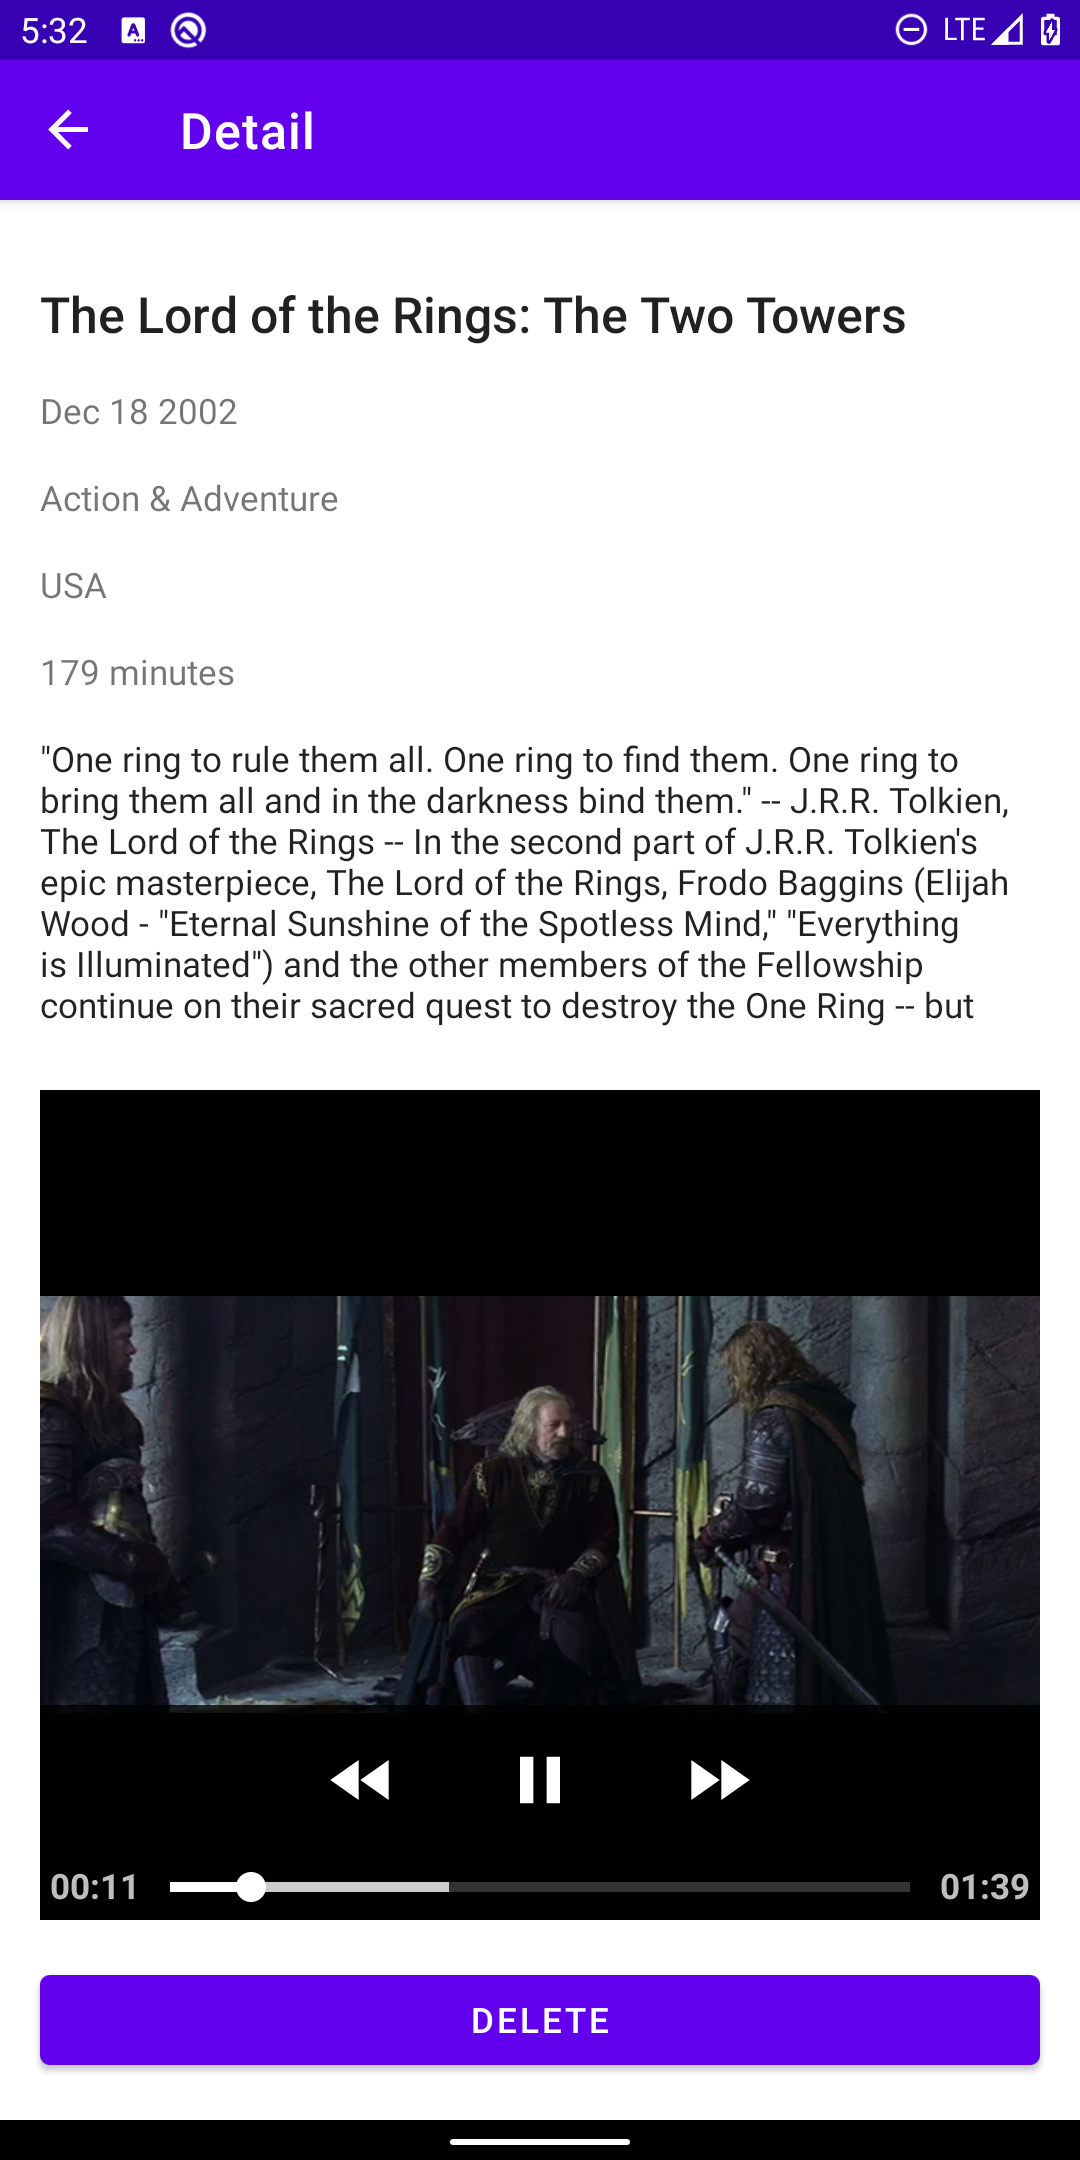 5:32
LTE
Detail
The Lord of the Rings: The Two Towers
Dec 18 2002
Action & Adventure
USA
179 minutes
"One ring to rule them all. One ring to find them. One ring to
bring them all and in the darkness bind them." -- J.R.R. Tolkien,
The Lord of the Rings -- In the second part of J.R.R. Tolkien's
epic masterpiece, The Lord of the Rings, Frodo Baggins (Elijah
Wood - "Eternal Sunshine of the Spotless Mind," "Everything
is Illuminated") and the other members of the Fellowship
continue on their sacred quest to destroy the One Ring -- but
00:11
01:39
DELETE